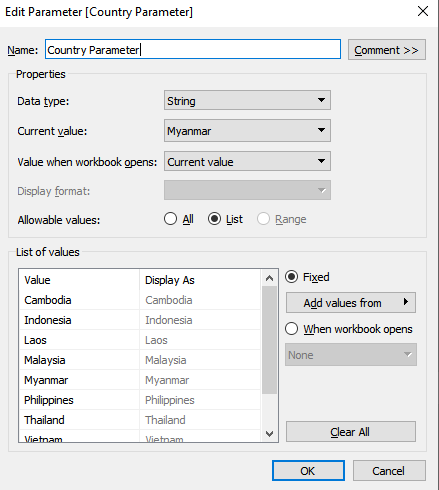 Edit Parameter [Country Parameter]
Name: Country Parameter Comment >>
Properties
Data type: String
Current value: Myanmar
Value when workbook opens: Current value
Display format:
Allowable values: All List Range
List of values
Value Display As
Cambodia Cambodia
Indonesia Indonesia
Laos Laos
Malaysia Malaysia
Myanmar Myanmar
Philippines Philippines
Thailand Thailand
Vietnam Vietnam
Fixed
Add values from
When workbook opens
None
Clear All
OK Cancel